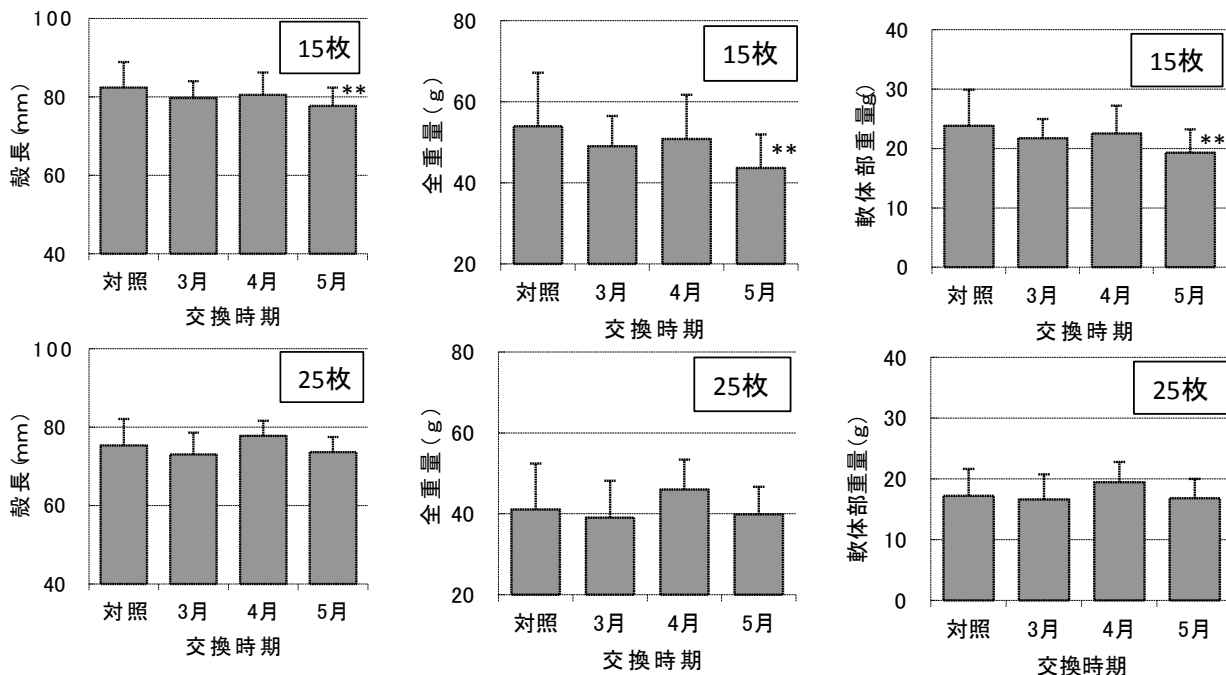 100
80
60
40
殻長(mm)
15枚
**
対照 3月 4月 5月
交換時期
80
60
40
20
全重量(g)
15枚
**
対照 3月 4月 5月
交換時期
40
30
20
10
0
軟体部重量g)
15枚
**
対照 3月 4月 5月
交換時期
100
80
60
40
殻長(mm)
25枚
対照 3月 4月 5月
交換時期
80
60
40
20
全重量(g)
25枚
対照 3月 4月 5月
交換時期
40
30
20
10
0
軟体部重量(g)
25枚
対照 3月 4月 5月
交換時期